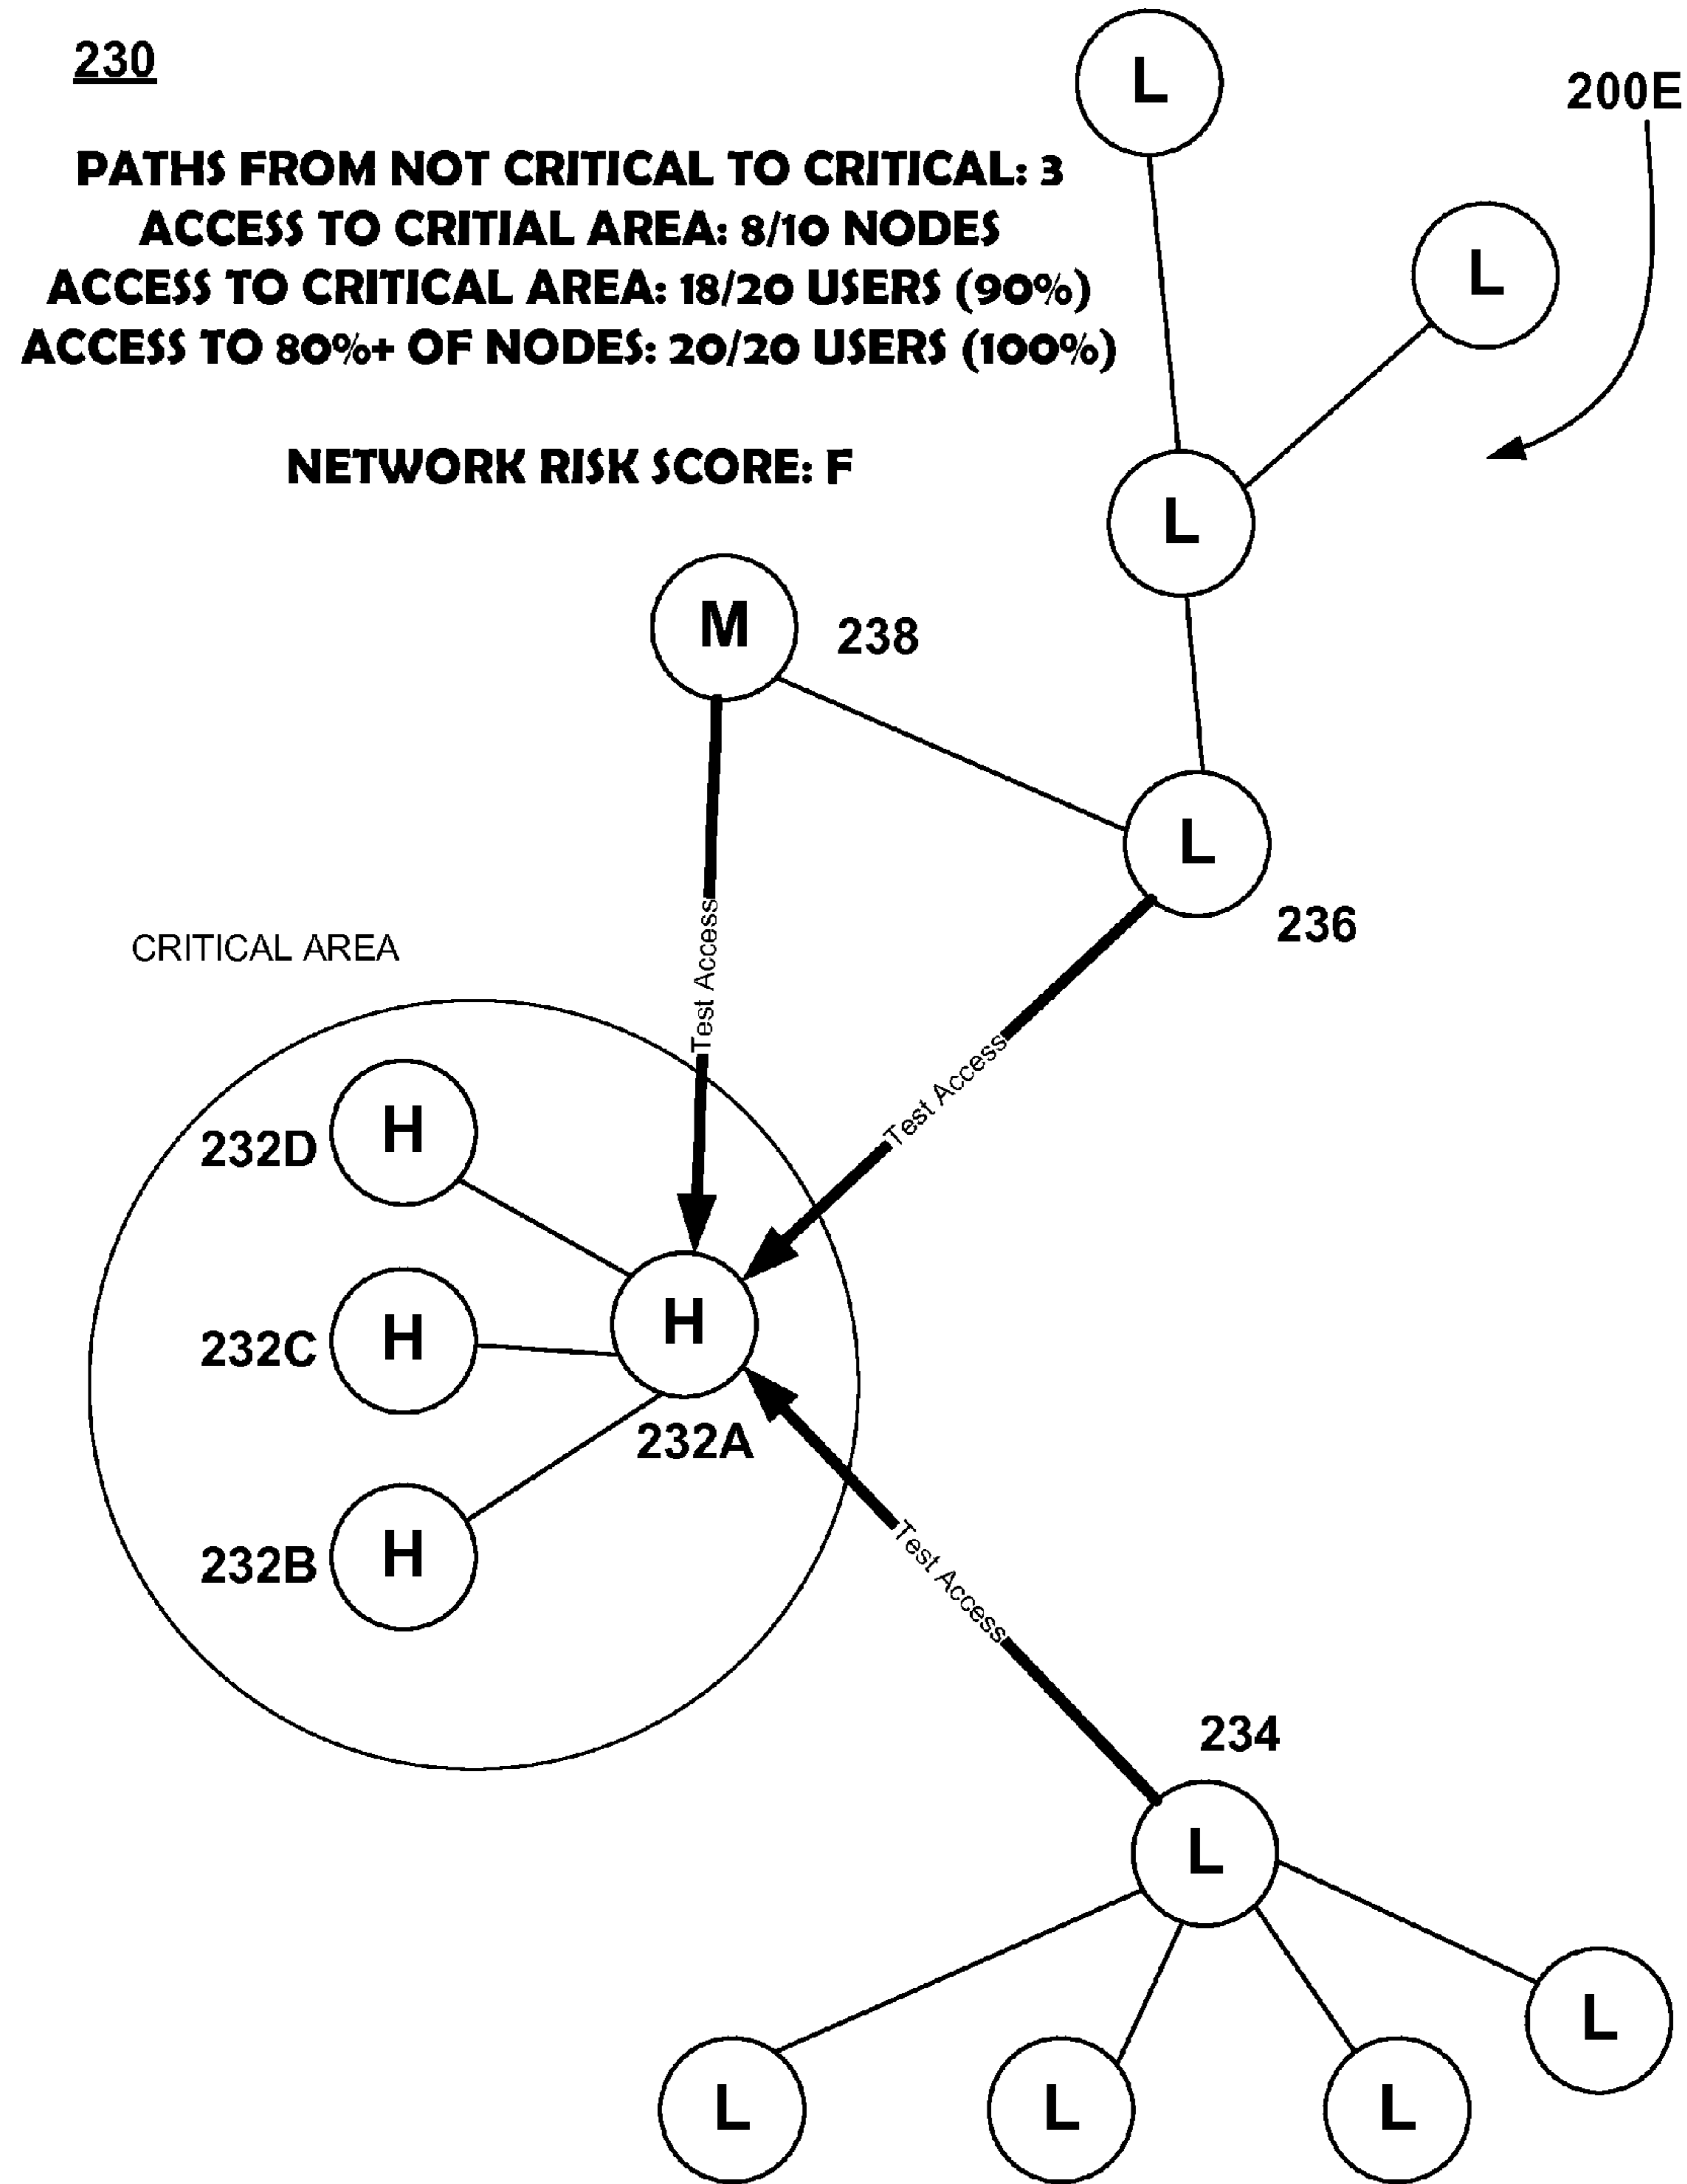 230
200E
PATHS FROM NOT CRITICAL TO CRITICAL: 3
ACCESS TO CRITIAL AREA: 8/10 NODES
ACCESS TO CRITICAL AREA: 18/20 USERS (90%)
ACCESS TO 80%+ OF NODES: 20/20 USERS (100%)
NETWORK RISK SCORE: F
L
L
L
M
238
L
236
Test Access
Test Access
CRITICAL AREA
232D
H
232C
H
H
232A
232B
H
Test Access
234
L
L
L
L
L